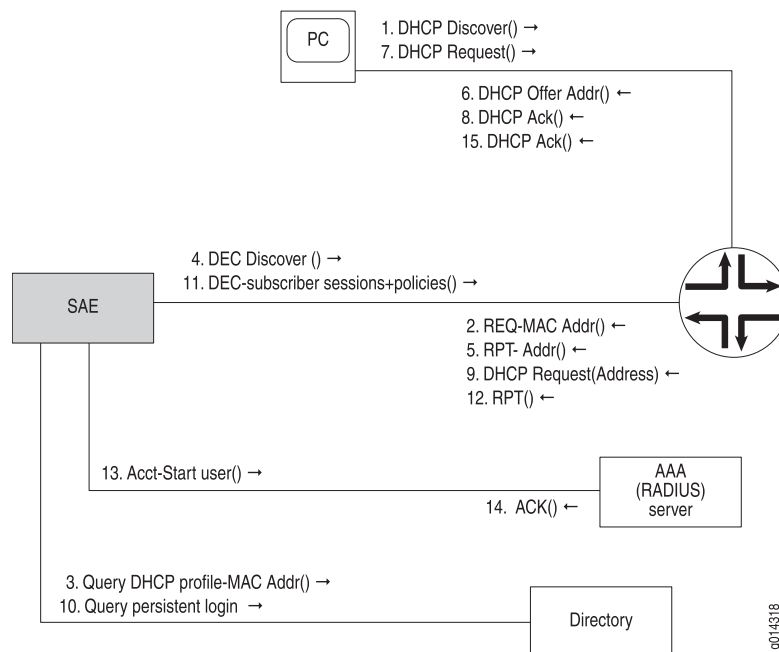 PC
1. DHCP Discover() →
7. DHCP Request() →
6. DHCP Offer Addr() ←
8. DHCP Ack() ←
15. DHCP Ack() ←
4. DEC Discover () →
11. DEC-subscriber sessions+policies() →
SAE
2. REQ-MAC Addr() ←
5. RPT- Addr() ←
9. DHCP Request(Address) ←
12. RPT() ←
13. Acct-Start user() →
14. ACK() ←
AAA
(RADIUS)
server
3. Query DHCP profile-MAC Addr() →
10. Query persistent login →
Directory
g014318